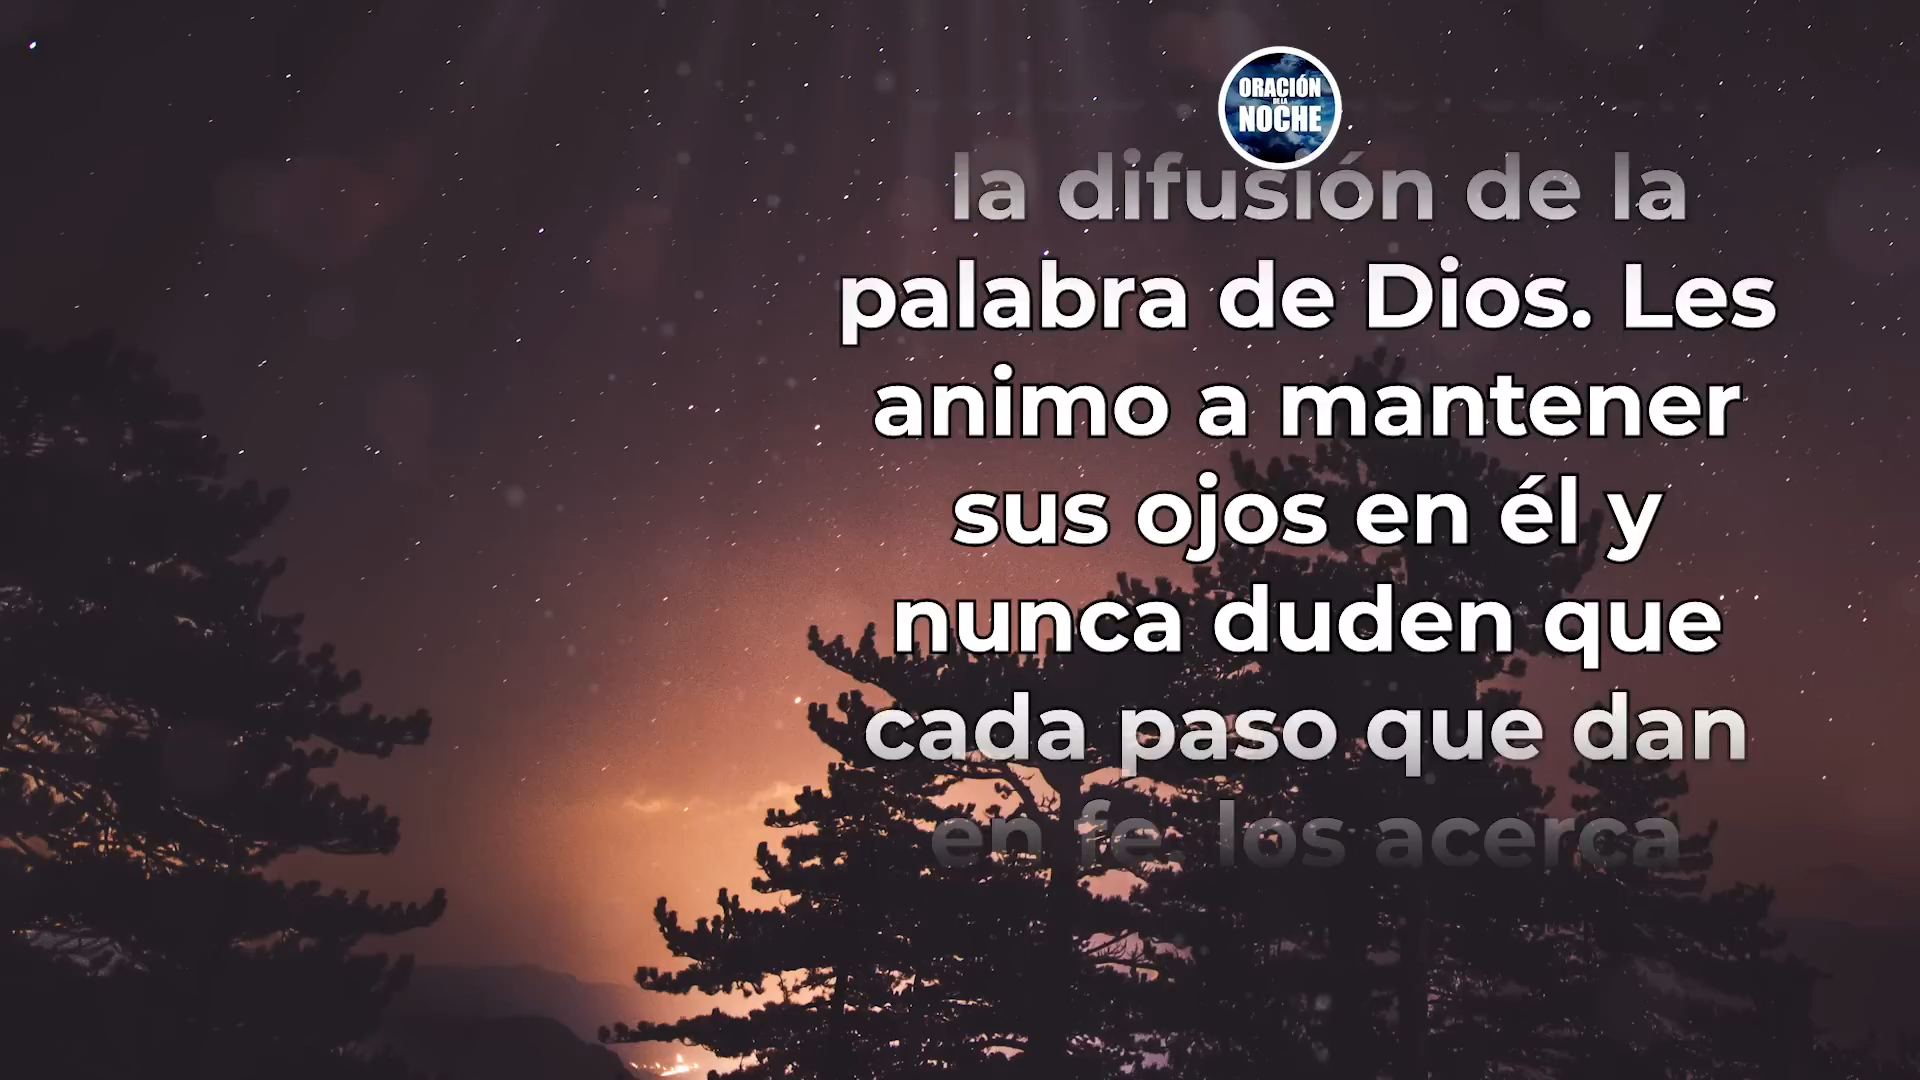 ORACIÓN
DE LA
NOCHE
la difusión de la
palabra de Dios. Les
animo a mantener
sus ojos en él y
nunca duden que
cada paso que dan
en fe, los acerca